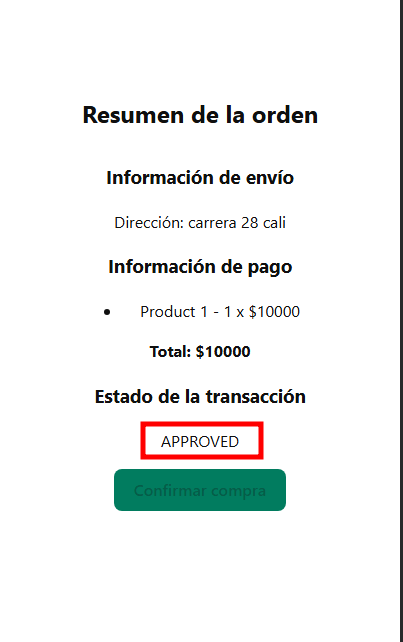 Resumen de la orden
Información de envío
Dirección: carrera 28 cali
Información de pago
• Product 1 - 1 x $10000
Total: $10000
Estado de la transacción
APPROVED
Confirmar compra